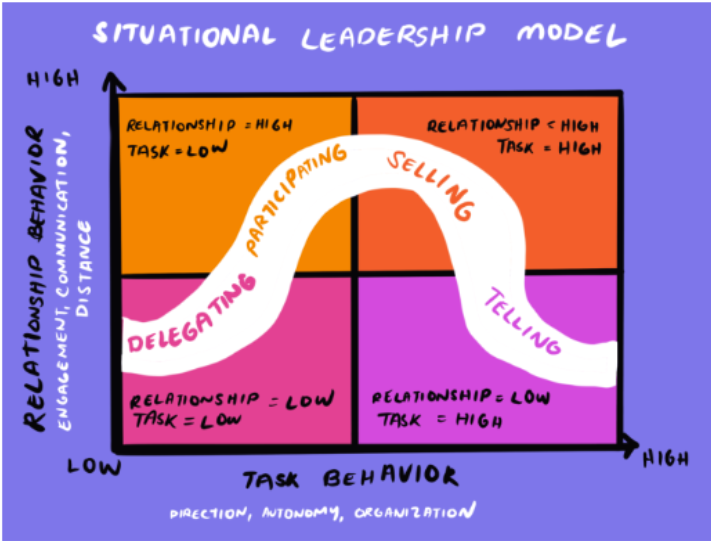 SITUATIONAL LEADERSHIP MODEL
HIGH
RELATIONSHIP BEHAVIOR
ENGAGEMENT, COMMUNICATION,
DISTANCE
RELATIONSHIP = HIGH
TASK = LOW
RELATIONSHIP < HIGH
TASK = HIGH
PARTICIPATING
SELLING
DELEGATING
TELLING
RELATIONSHIP = LOW
TASK = LOW
RELATIONSHIP = LOW
TASK = HIGH
LOW
TASK BEHAVIOR
HIGH
DIRECTION, AUTONOMY, ORGANIZATION